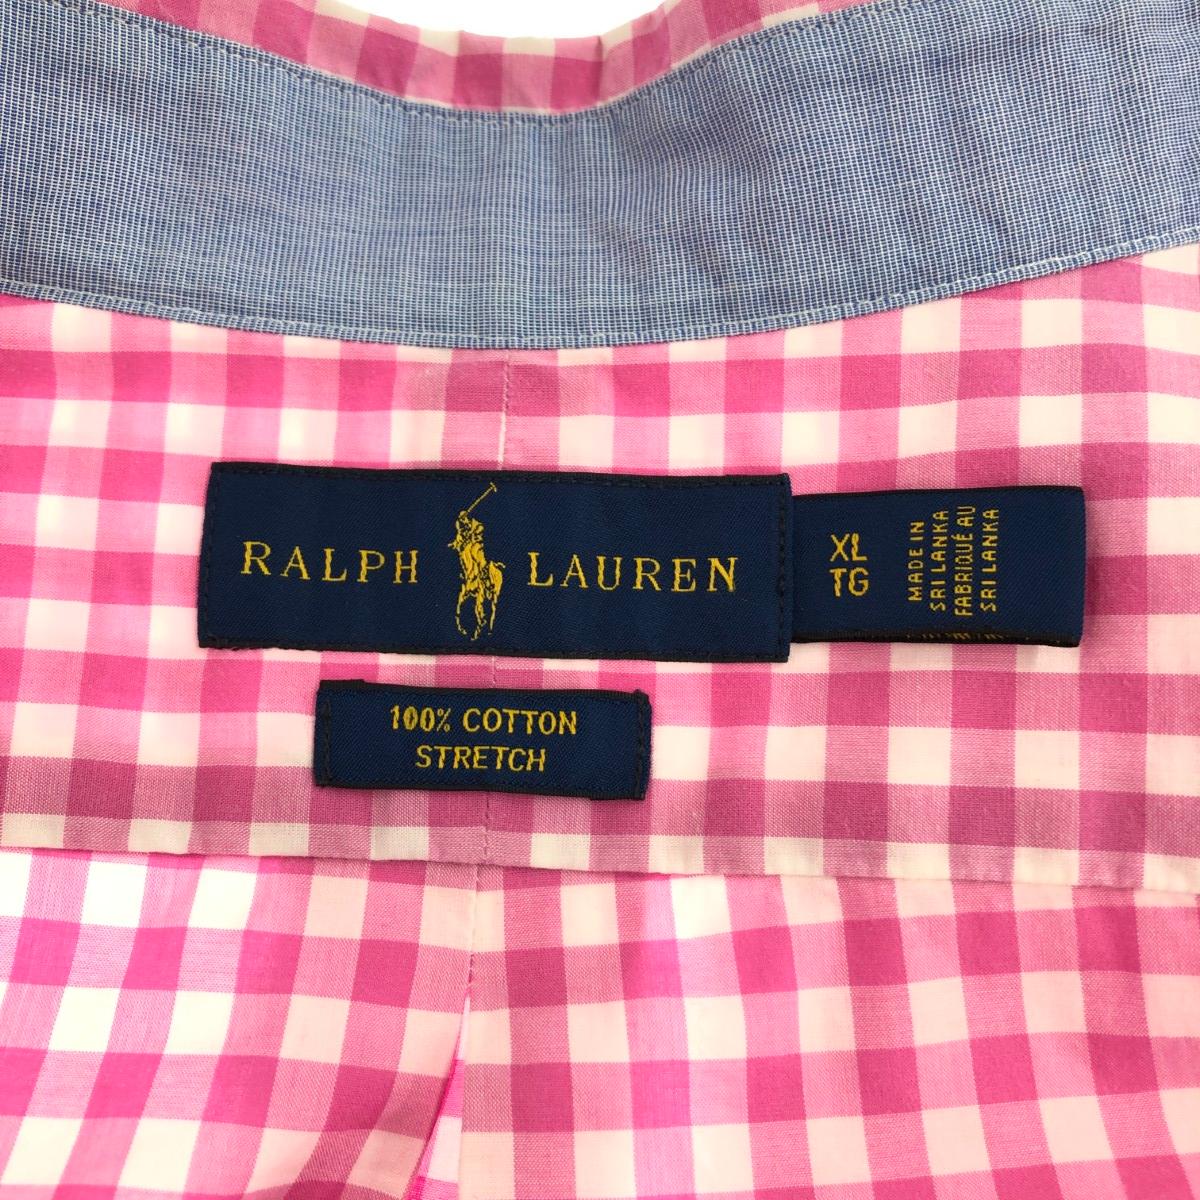 RALPH LAUREN
XL
TG
MADE IN
SRI LANKA
FABRIQUÉ AU
SRI LANKA
100% COTTON
STRETCH